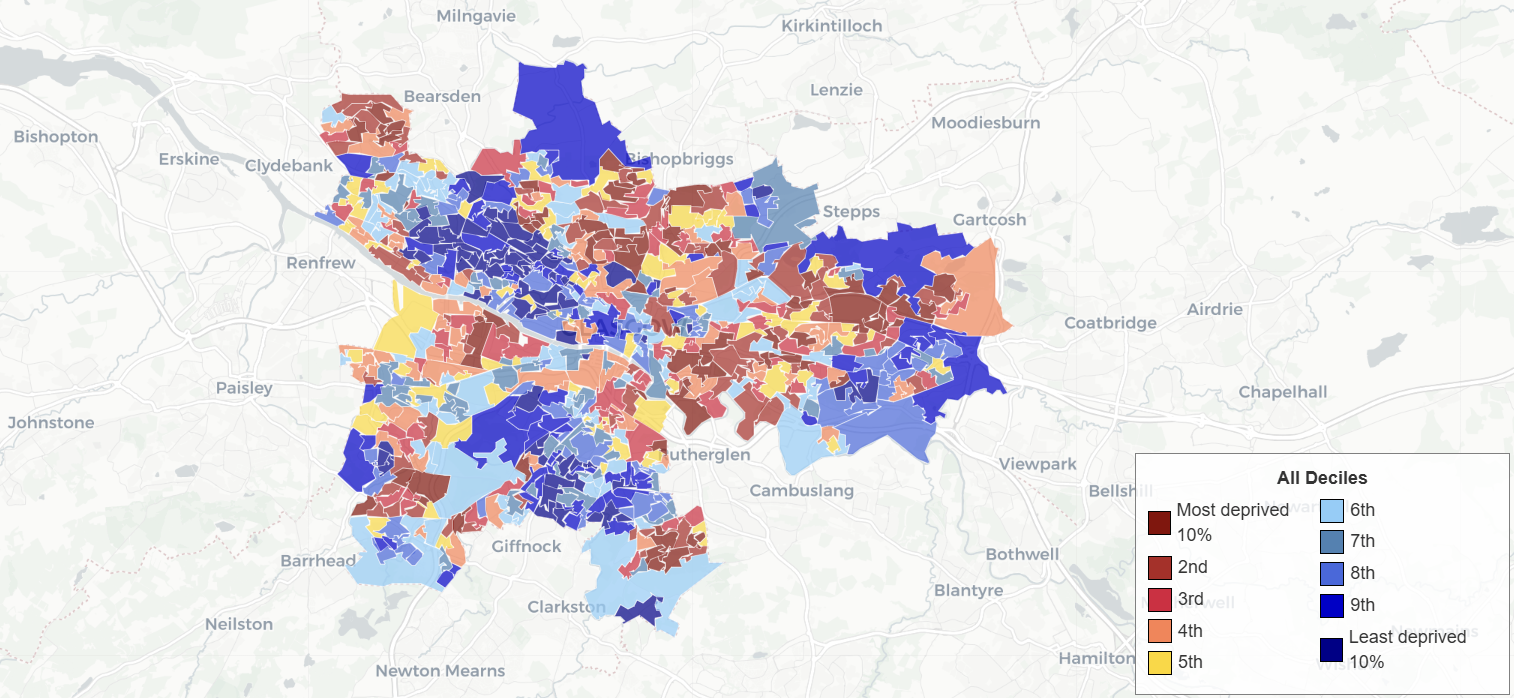 Milngavie
Kirkintilloch
Bearsden
Lenzie
Moodiesburn
Bishopton
Erskine
Clydebank
Bishopbriggs
Stepps
Gartcosh
Renfrew
Airdrie
Coatbridge
Paisley
Chapelhall
Johnstone
utherglen
Viewpark
Cambuslang
Bellshill
Giffnock
Barrhead
Bothwell
Blantyre
Clarkston
Neilston
Hamilton
Newton Mearns
All Deciles
Most deprived
10%
2nd
3rd
4th
5th
6th
7th
8th
9th
Least deprived
10%